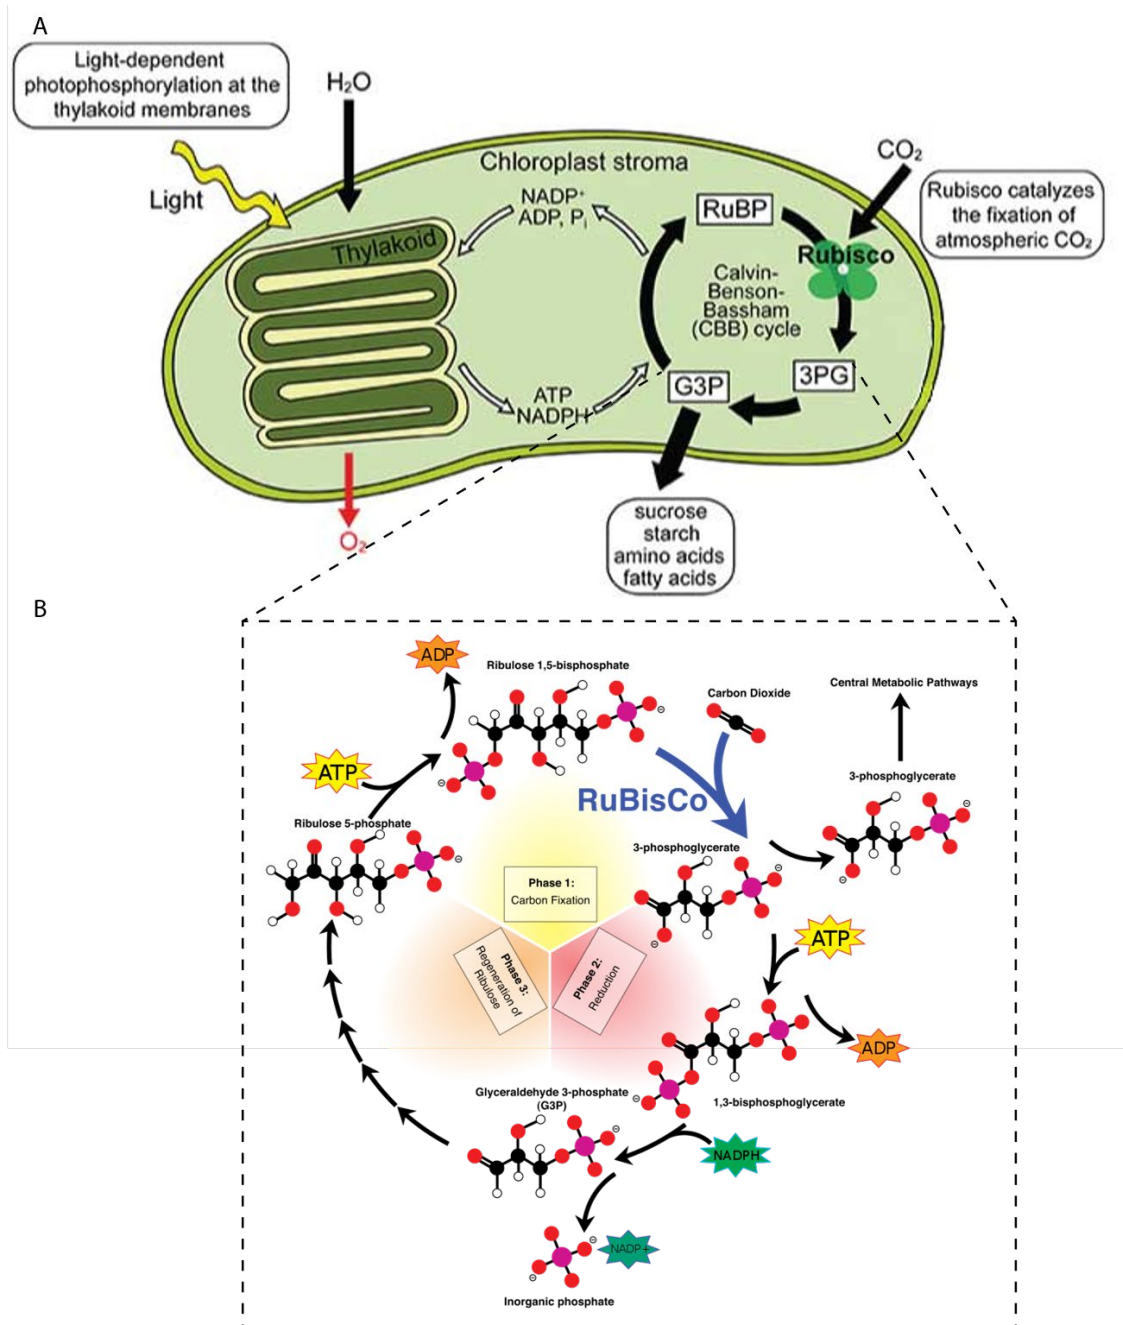 A
Light-dependent
photophosphorylation at the
thylakoid membranes
H₂O
Light
Chloroplast stroma
CO₂
Rubisco catalyzes
the fixation of
atmospheric CO₂
NADP⁺
ADP, Pᵢ
RuBP
Thylakoid
Rubisco
Calvin-
Benson-
Bassham
(CBB) cycle
ATP
NADPH
G3P
3PG
O₂
sucrose
starch
amino acids
fatty acids
B
ADP
Ribulose 1,5-bisphosphate
Carbon Dioxide
Central Metabolic Pathways
ATP
RuBisCo
3-phosphoglycerate
Ribulose 5-phosphate
3-phosphoglycerate
Phase 1:
Carbon Fixation
Phase 3:
Regeneration of
Ribulose
Phase 2:
Reduction
ATP
ADP
Glyceraldehyde 3-phosphate
(G3P)
1,3-bisphosphoglycerate
NADPH
NADP+
Inorganic phosphate